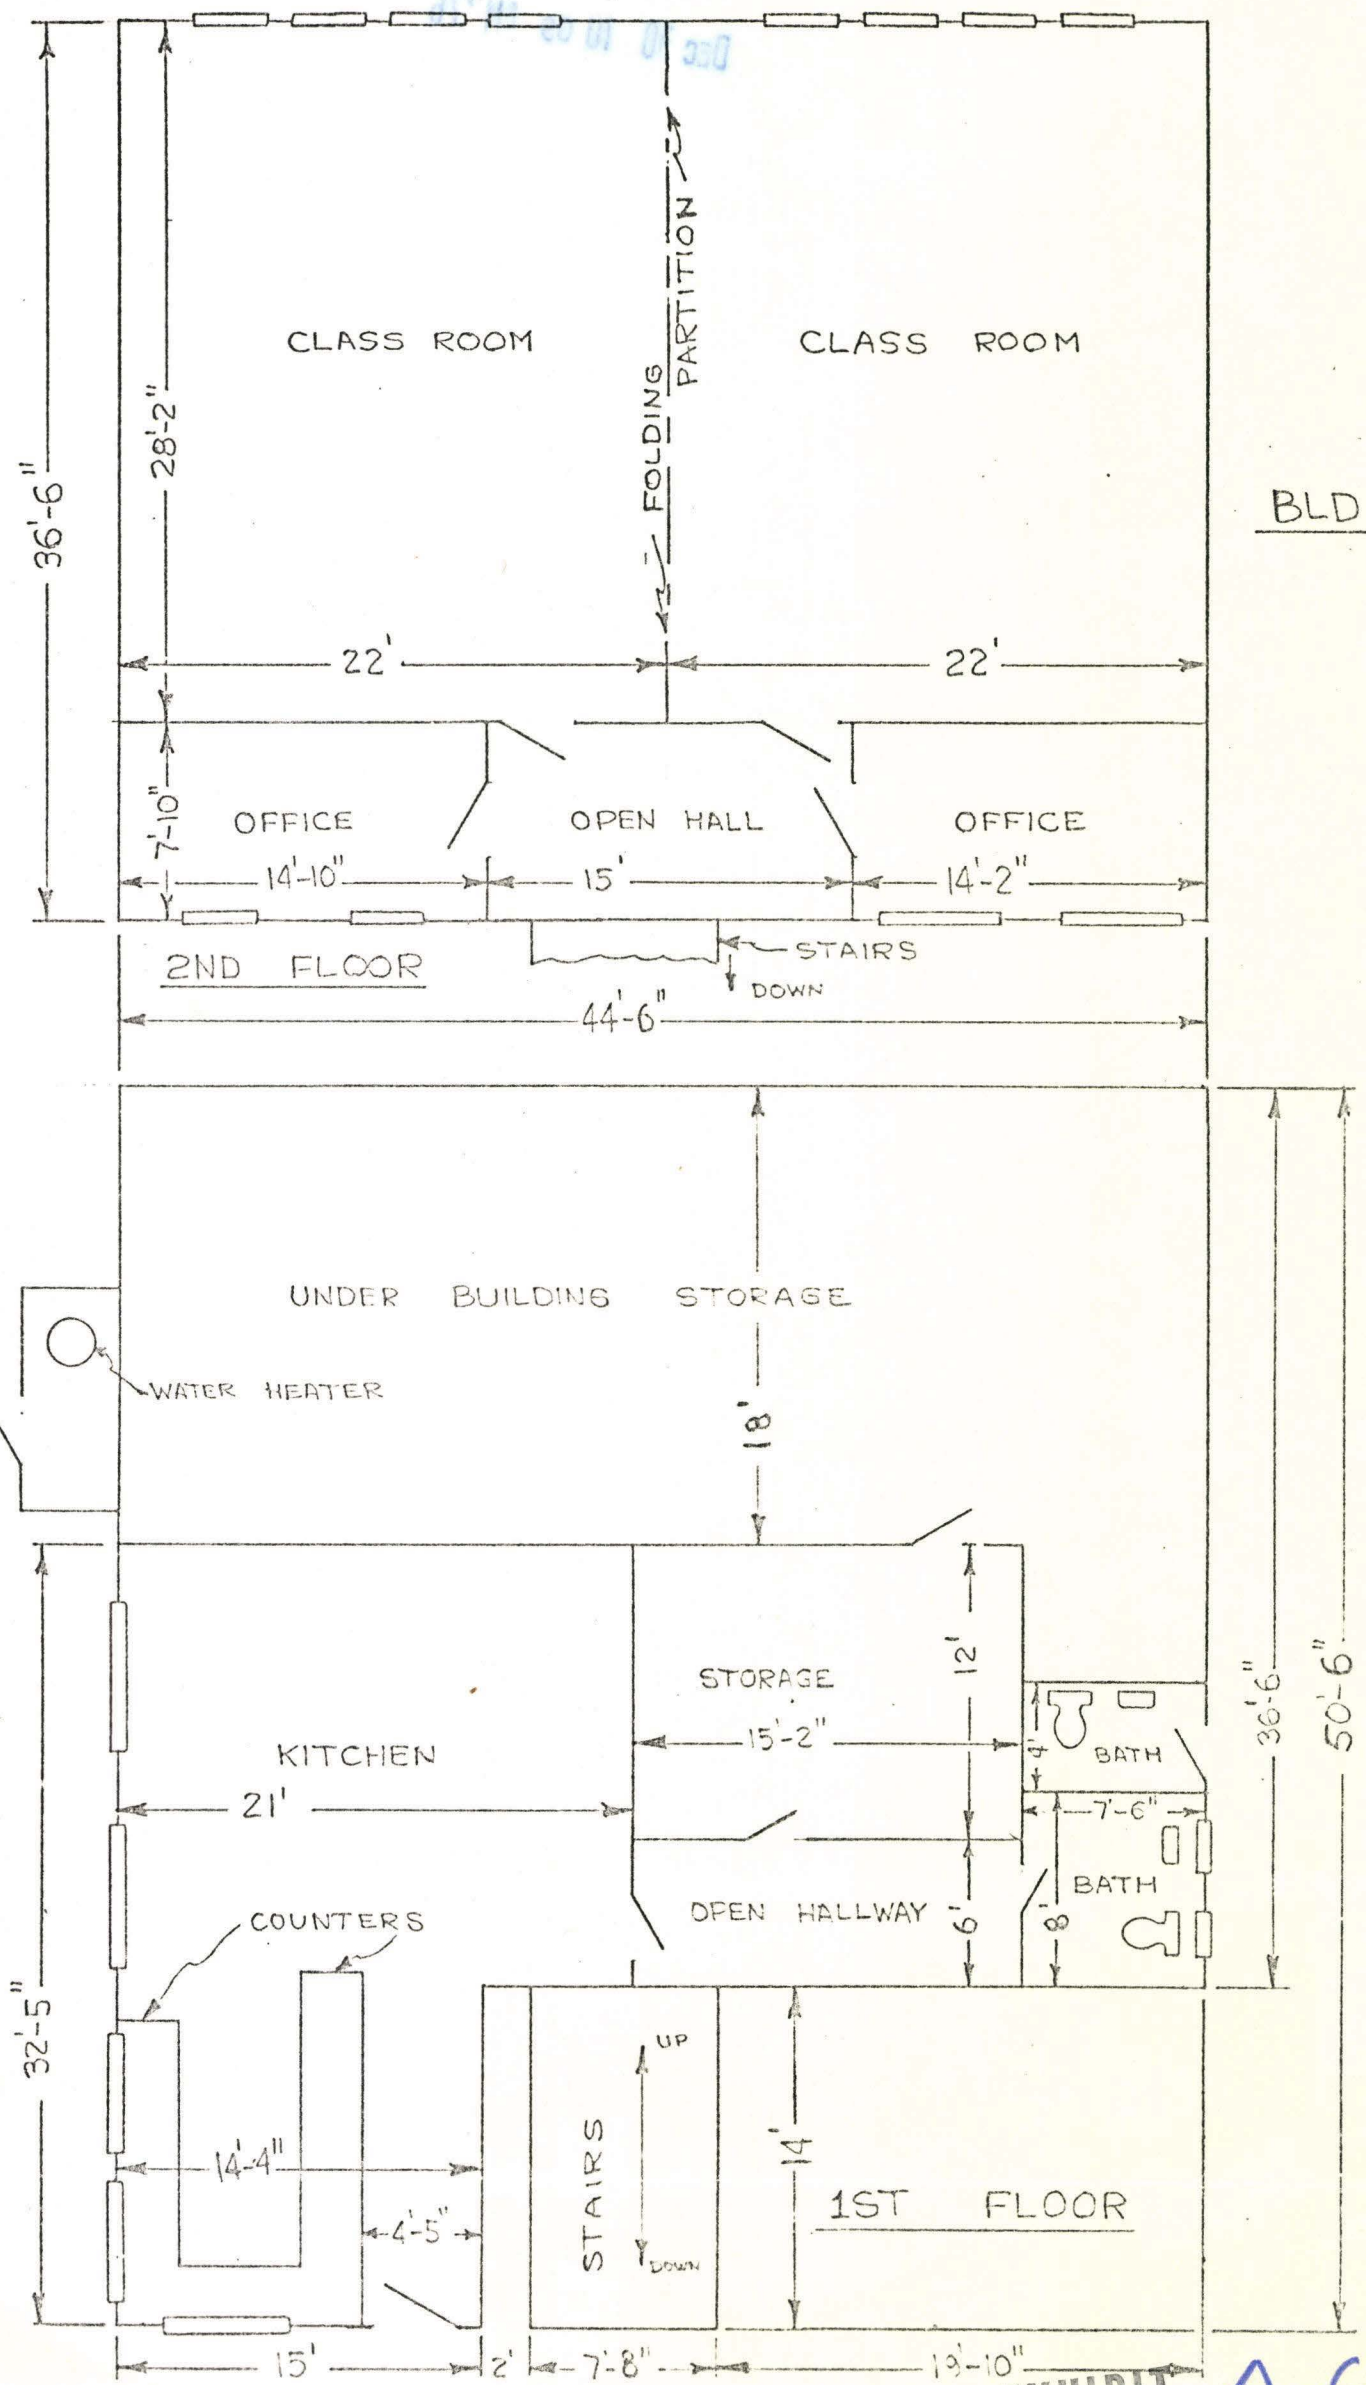 36'-6"
28'-2"
CLASS ROOM
FOLDING
PARTITION
CLASS ROOM
BLD
22'
22'
7'-10"
OFFICE
OPEN HALL
OFFICE
14'-10"
15'
14'-2"
2ND FLOOR
STAIRS
DOWN
44'-6"
UNDER BUILDING STORAGE
WATER HEATER
18'
STORAGE
12'
15'-2"
KITCHEN
21'
4'
BATH
7'-6"
36'-6"
50'-6"
BATH
OPEN HALLWAY
6'
8'
COUNTERS
32'-5"
UP
STAIRS
DOWN
14'
14'-4"
4'-5"
1ST FLOOR
15'
2'
7'-8"
19'-10"